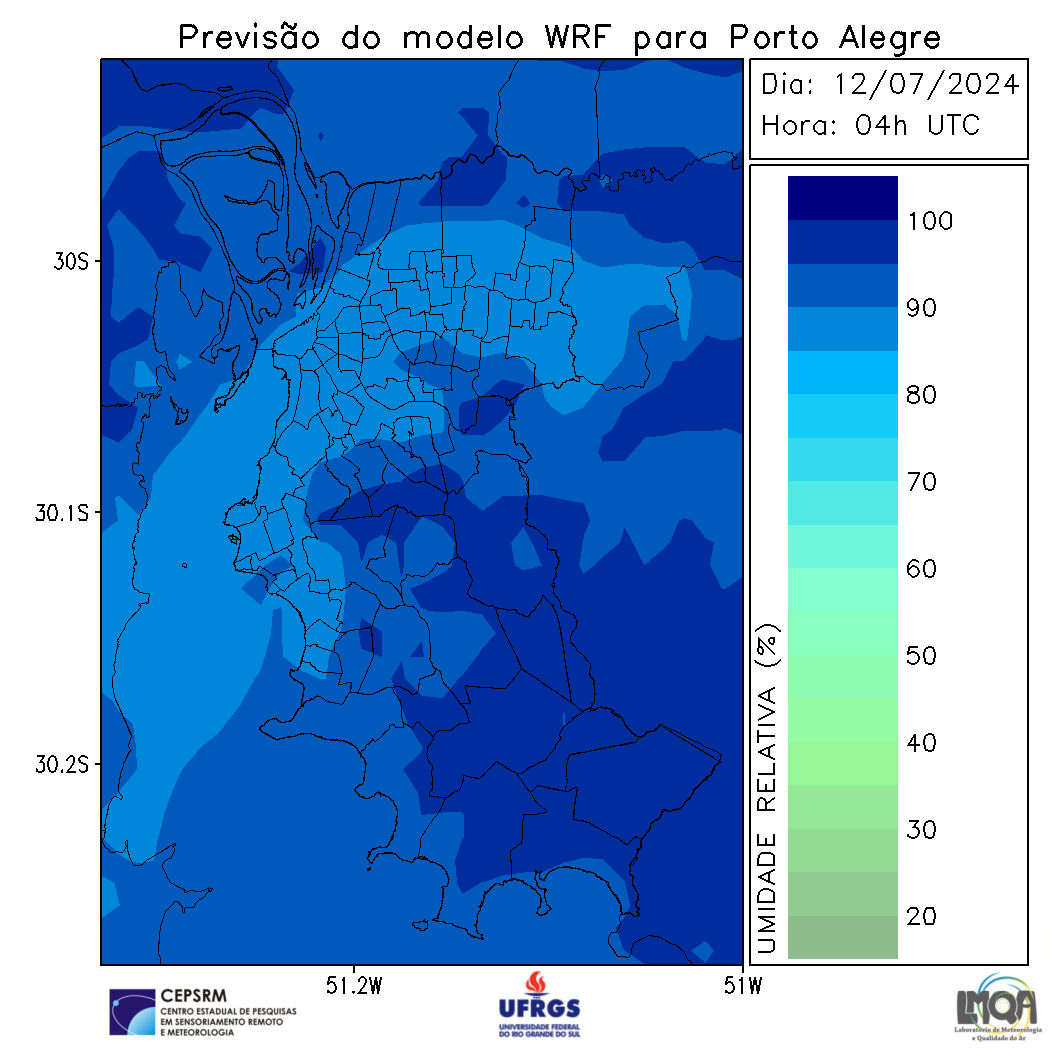 Previsão do modelo WRF para Porto Alegre
Dia: 12/07/2024
Hora: 04h UTC
30S
30.1S
30.2S
51.2W
51W
100
90
80
70
60
50
40
30
20
UMIDADE RELATIVA (%)
CEPSRM
CENTRO ESTADUAL DE PESQUISAS
EM SENSORIAMENTO REMOTO
E METEOROLOGIA
UFRGS
UNIVERSIDADE FEDERAL
DO RIO GRANDE DO SUL
LMQA
Laboratório de Meteorologia
e Qualidade do Ar